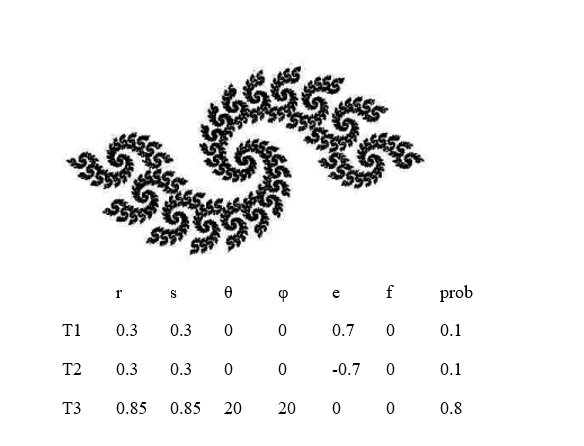 r s θ φ e f prob
T1 0.3 0.3 0 0 0.7 0 0.1
T2 0.3 0.3 0 0 -0.7 0 0.1
T3 0.85 0.85 20 20 0 0 0.8